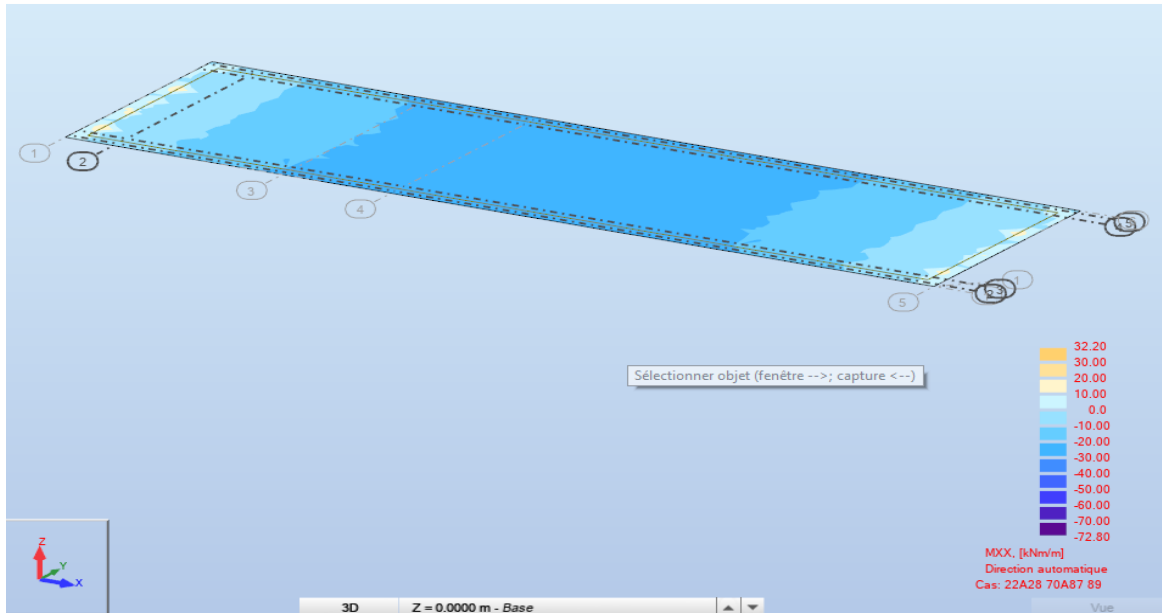 1
2
3
4
5
5
2
3
1
Sélectionner objet (fenêtre -->; capture <--)
32.20
30.00
20.00
10.00
0.0
-10.00
-20.00
-30.00
-40.00
-50.00
-60.00
-70.00
-72.80
MXX, [kNm/m]
Direction automatique
Cas: 22A28 70A87 89
Z
Y
X
3D
Z = 0.0000 m - Base
Vue